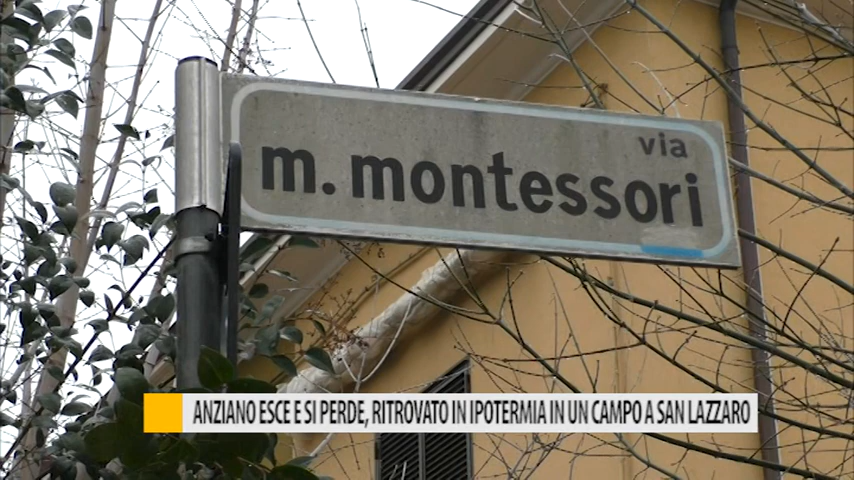 via
m. montessori
ANZIANO ESCE E SI PERDE, RITROVATO IN IPOTERMIA IN UN CAMPO A SAN LAZZARO